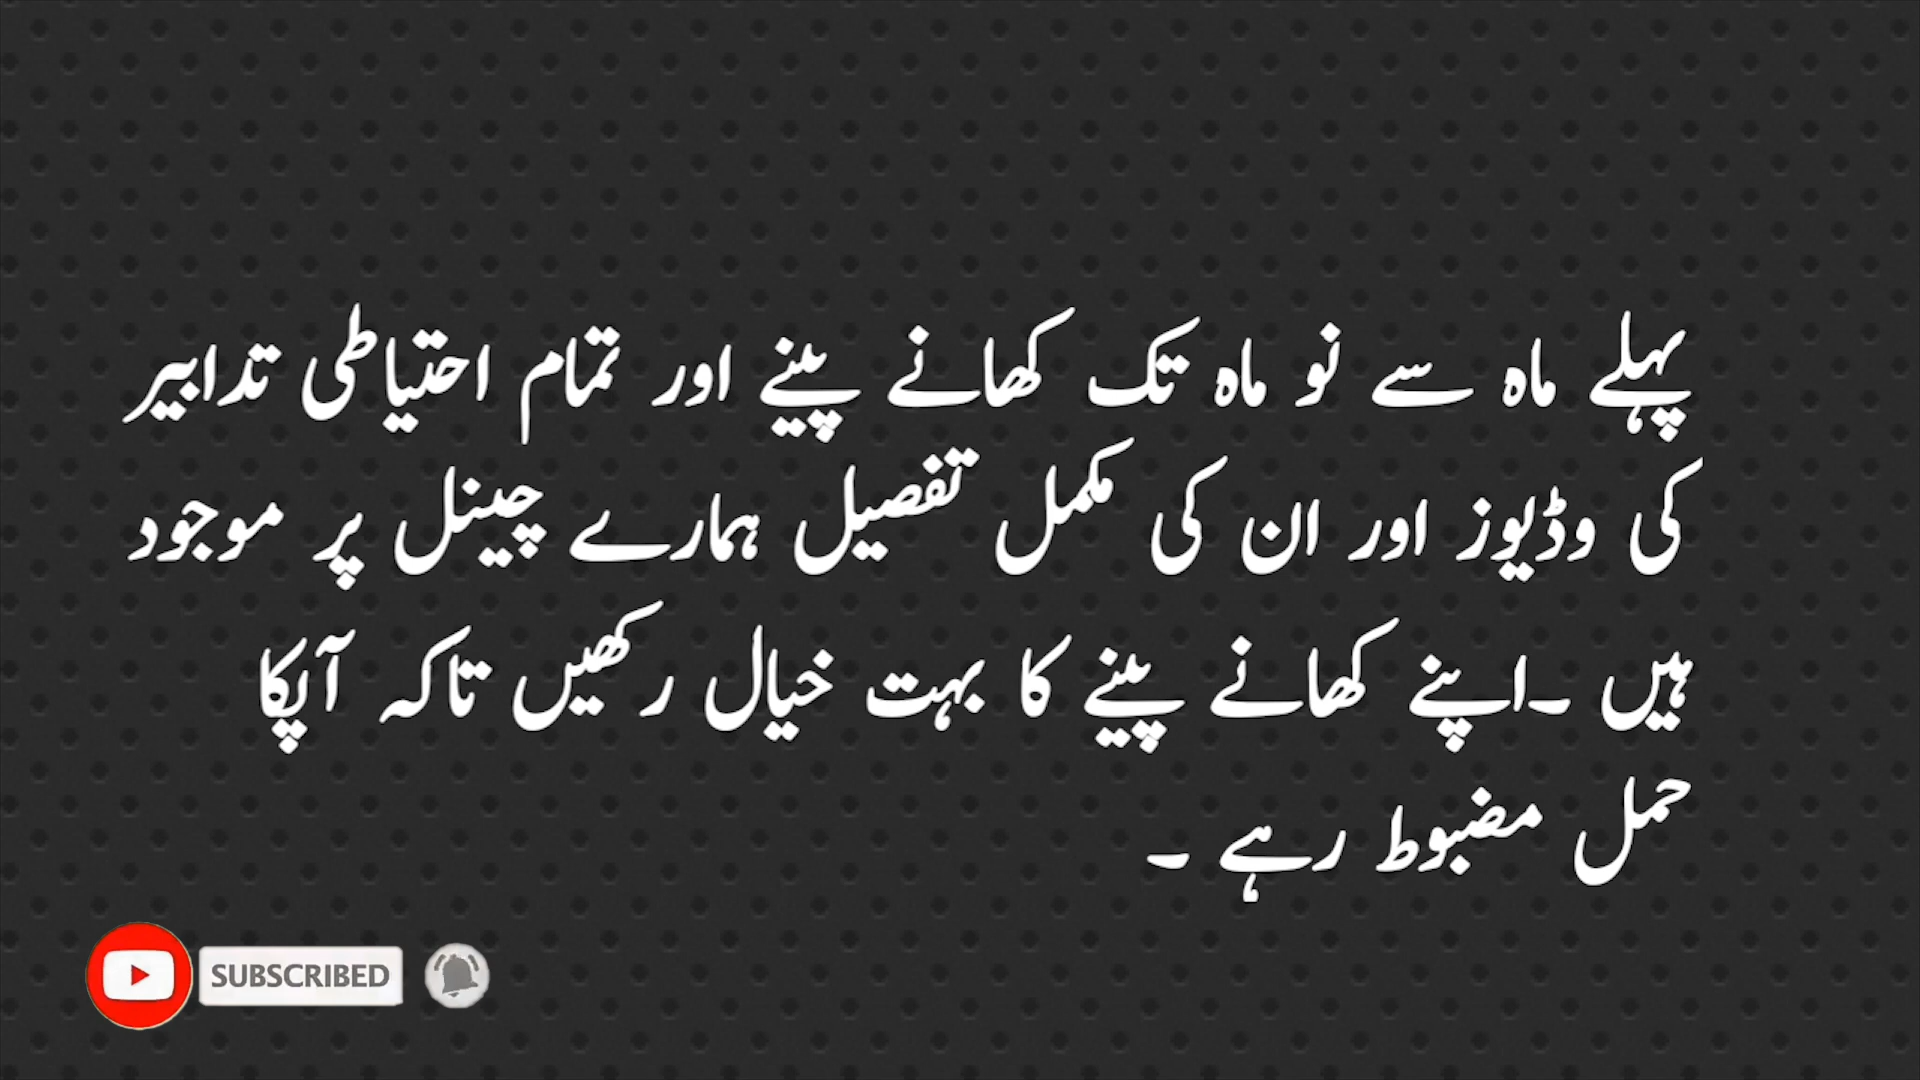 پہلے ماہ سے نو ماہ تک کھانے پینے اور تمام احتیاطی تدابیر
کی وڈیوز اور ان کی مکمل تفصیل ہمارے چینل پر موجود
ہیں ۔اپنے کھانے پینے کا بہت خیال رکھیں تاکہ آپکا
حمل مضبوط رہے ۔
SUBSCRIBED